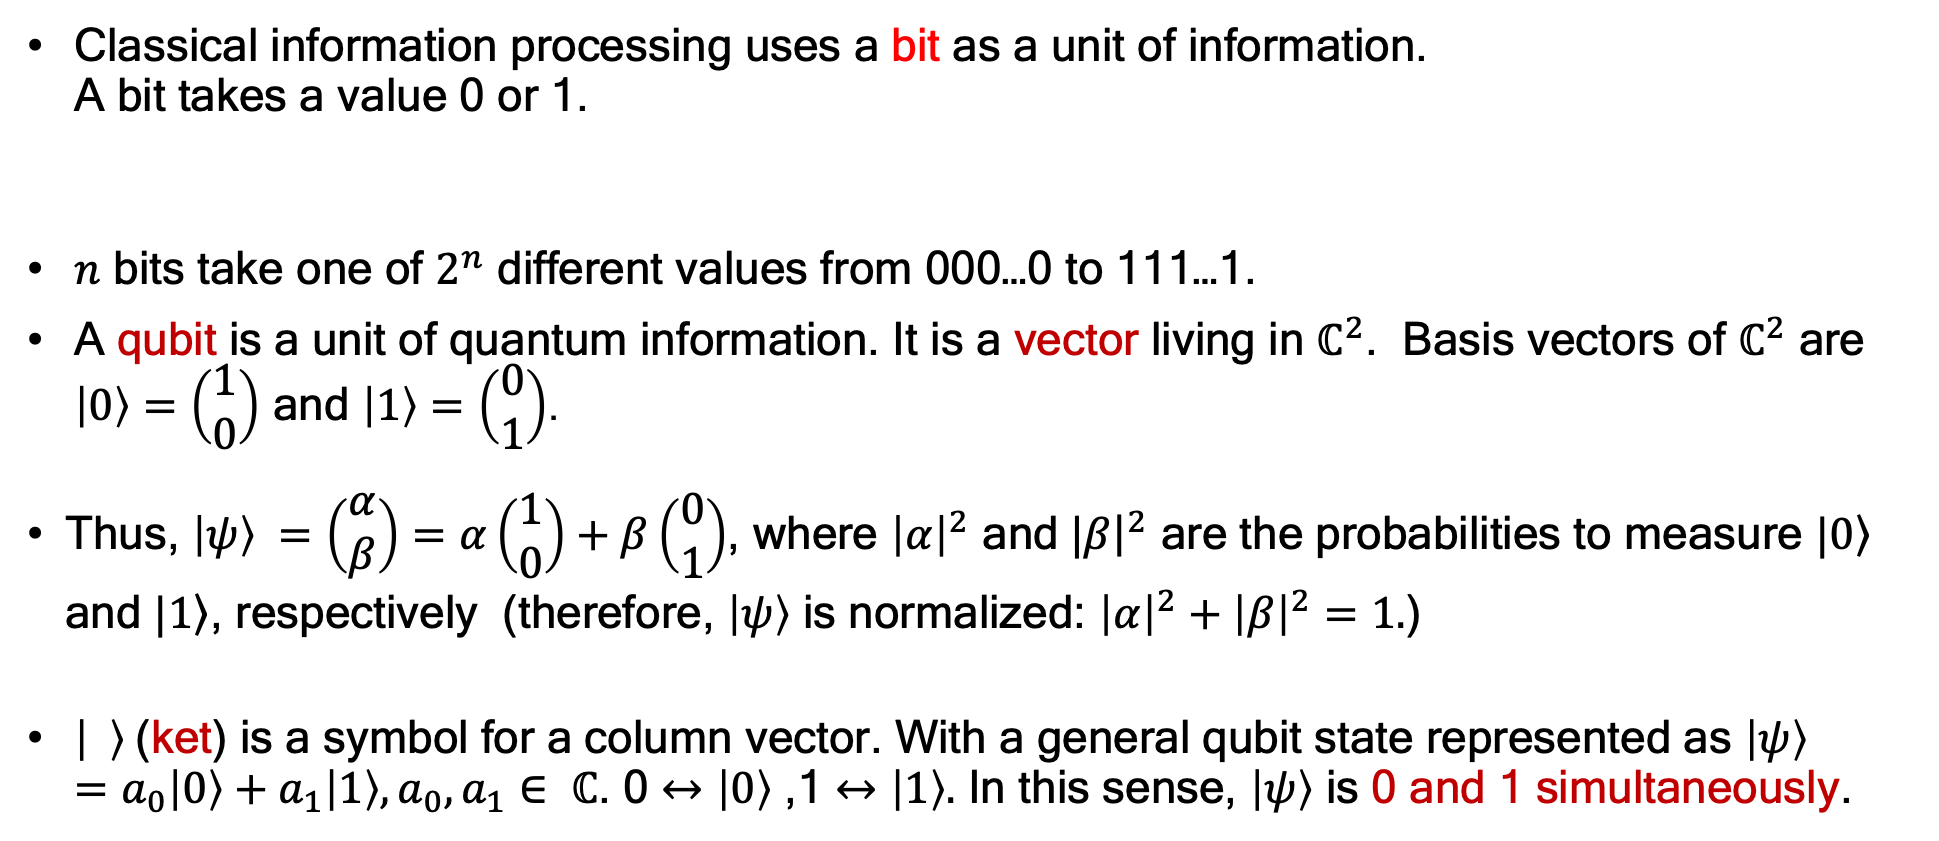 • Classical information processing uses a bit as a unit of information.
A bit takes a value 0 or 1.
• 𝑛 bits take one of 2ⁿ different values from 000…0 to 111…1.
• A qubit is a unit of quantum information. It is a vector living in ℂ². Basis vectors of ℂ² are
|0⟩ = (1 0) and |1⟩ = (0 1).
• Thus, |𝜓⟩ = (𝛼 𝛽) = 𝛼 (1 0) + 𝛽 (0 1), where |𝛼|² and |𝛽|² are the probabilities to measure |0⟩
and |1⟩, respectively (therefore, |𝜓⟩ is normalized: |𝛼|² + |𝛽|² = 1.)
• | ⟩ (ket) is a symbol for a column vector. With a general qubit state represented as |𝜓⟩
= 𝑎₀|0⟩ + 𝑎₁|1⟩, 𝑎₀, 𝑎₁ ∈ ℂ. 0 ↔ |0⟩ ,1 ↔ |1⟩. In this sense, |𝜓⟩ is 0 and 1 simultaneously.